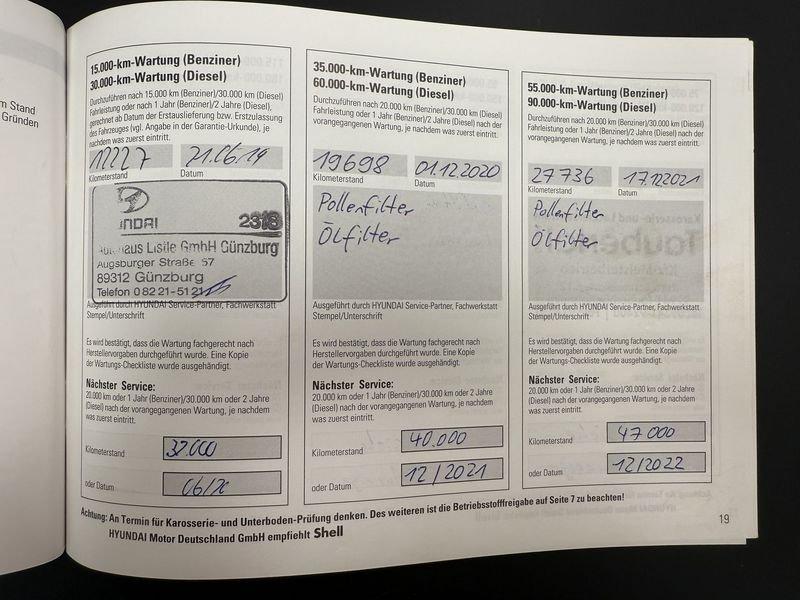 m Stand
Gründen
15.000-km-Wartung (Benziner)
30.000-km-Wartung (Diesel)
Durchzuführen nach 15.000 km (Benziner)/30.000 km (Diesel)
Fahrleistung oder nach 1 Jahr (Benziner)/2 Jahre (Diesel),
gerechnet ab Datum der Erstauslieferung bzw. Erstzulassung
des Fahrzeuges (vgl. Angabe in der Garantie-Urkunde), je
nachdem was zuerst eintritt.
12227 21.06.19
Kilometerstand Datum
2318
Autohaus GmbH Günzburg
Augsburger Straße 57
89312 Günzburg
Telefon 0 82 21-51
Ausgeführt durch HYUNDAI Service-Partner, Fachwerkstatt
Stempel/Unterschrift
Es wird bestätigt, dass die Wartung fachgerecht nach
Herstellervorgaben durchgeführt wurde. Eine Kopie
der Wartungs-Checkliste wurde ausgehändigt.
Nächster Service:
20.000 km oder 1 Jahr (Benziner)/30.000 km oder 2 Jahre
(Diesel) nach der vorangegangenen Wartung, je nachdem
was zuerst eintritt.
Kilometerstand 32.000
oder Datum 06/20
35.000-km-Wartung (Benziner)
60.000-km-Wartung (Diesel)
Durchzuführen nach 20.000 km (Benziner)/30.000 km (Diesel)
Fahrleistung oder 1 Jahr (Benziner)/2 Jahre (Diesel) nach der
vorangegangenen Wartung, je nachdem was zuerst eintritt.
19698 01.12.2020
Kilometerstand Datum
Pollenfilter
Ölfilter
Ausgeführt durch HYUNDAI Service-Partner, Fachwerkstatt
Stempel/Unterschrift
Es wird bestätigt, dass die Wartung fachgerecht nach
Herstellervorgaben durchgeführt wurde. Eine Kopie
der Wartungs-Checkliste wurde ausgehändigt.
Nächster Service:
20.000 km oder 1 Jahr (Benziner)/30.000 km oder 2 Jahre
(Diesel) nach der vorangegangenen Wartung, je nachdem
was zuerst eintritt.
Kilometerstand 40.000
oder Datum 12/2021
55.000-km-Wartung (Benziner)
90.000-km-Wartung (Diesel)
Durchzuführen nach 20.000 km (Benziner)/30.000 km (Diesel)
Fahrleistung oder 1 Jahr (Benziner)/2 Jahre (Diesel) nach der
vorangegangenen Wartung, je nachdem was zuerst eintritt.
27736 17.12.2021
Kilometerstand Datum
Pollenfilter
Ölfilter
Ausgeführt durch HYUNDAI Service-Partner, Fachwerkstatt
Stempel/Unterschrift
Es wird bestätigt, dass die Wartung fachgerecht nach
Herstellervorgaben durchgeführt wurde. Eine Kopie
der Wartungs-Checkliste wurde ausgehändigt.
Nächster Service:
20.000 km oder 1 Jahr (Benziner)/30.000 km oder 2 Jahre
(Diesel) nach der vorangegangenen Wartung, je nachdem
was zuerst eintritt.
Kilometerstand 47000
oder Datum 12/2022
Achtung: An Termin für Karosserie- und Unterboden-Prüfung denken. Des weiteren ist die Betriebsstofffreigabe auf Seite 7 zu beachten!
HYUNDAI Motor Deutschland GmbH empfiehlt Shell
19